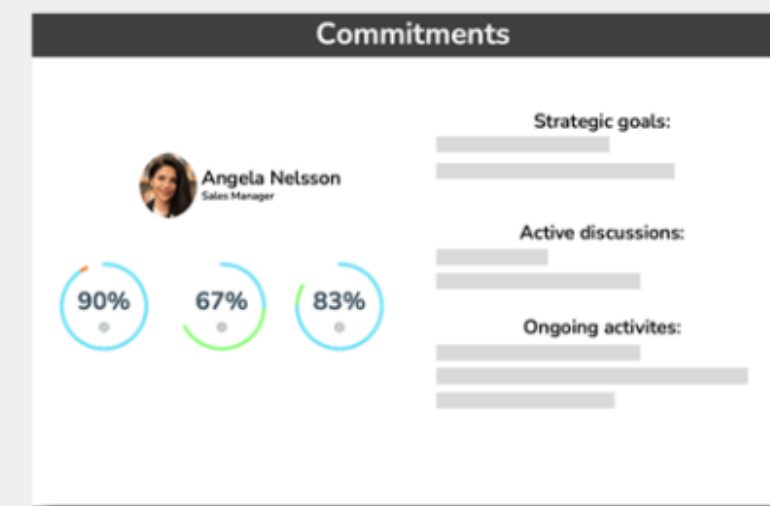 Commitments
Angela Nelsson
Sales Manager
90%
67%
83%
Strategic goals:
Active discussions:
Ongoing activites: